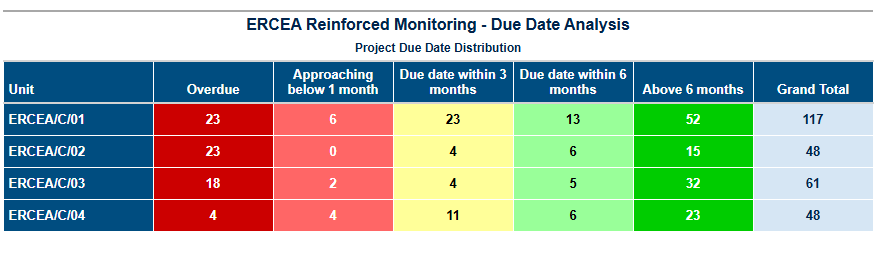 ERCEA Reinforced Monitoring - Due Date Analysis
Project Due Date Distribution
Unit Overdue Approaching below 1 month Due date within 3 months Due date within 6 months Above 6 months Grand Total
ERCEA/C/01 23 6 23 13 52 117
ERCEA/C/02 23 0 4 6 15 48
ERCEA/C/03 18 2 4 5 32 61
ERCEA/C/04 4 4 11 6 23 48